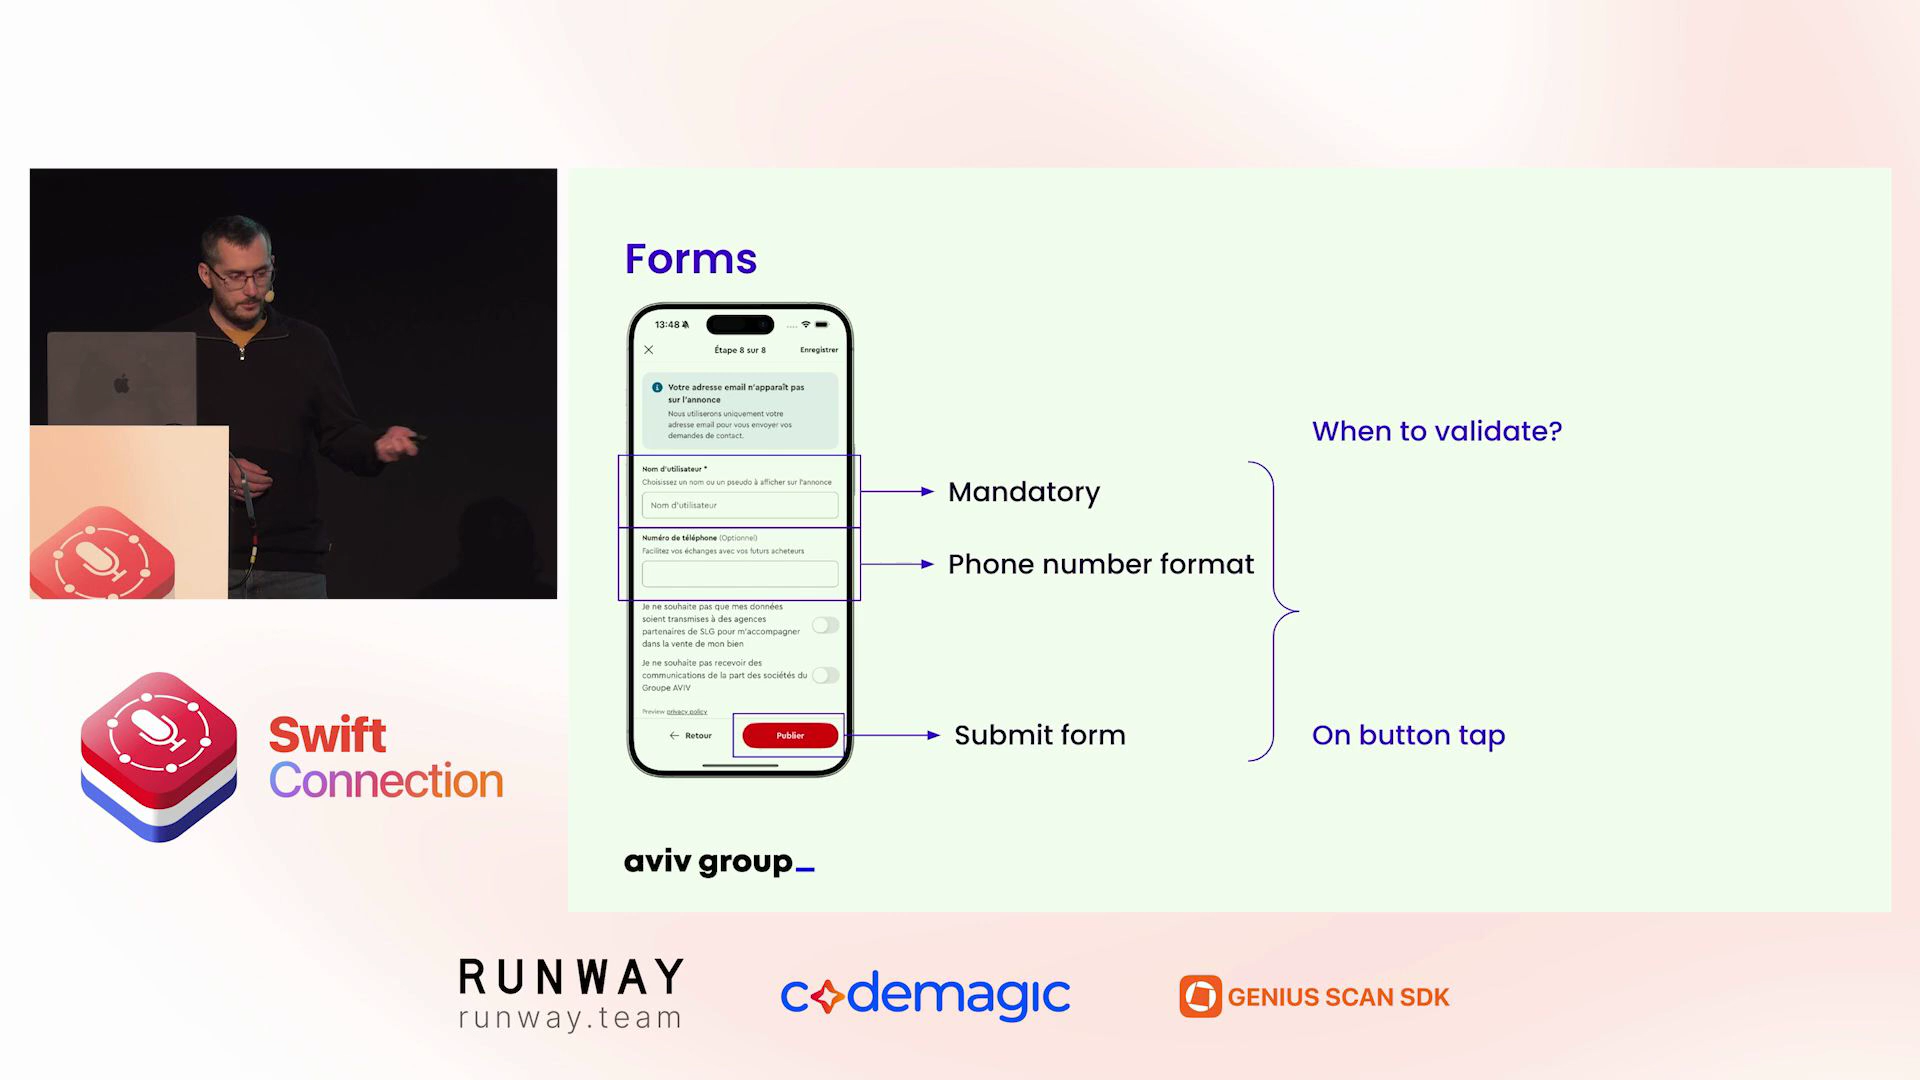 Forms
13:48
Étape 8 sur 8
Enregistrer
Votre adresse email n'apparaît pas
sur l'annonce
Nous utiliserons uniquement votre
adresse email pour vous envoyer vos
demandes de contact.
Nom d'utilisateur *
Choisissez un nom ou un pseudo à afficher sur l'annonce
Nom d'utilisateur
Numéro de téléphone (Optionnel)
Facilitez vos échanges avec vos futurs acheteurs
Je ne souhaite pas que mes données
soient transmises à des agences
partenaires de SLG pour m'accompagner
dans la vente de mon bien
Je ne souhaite pas recevoir des
communications de la part des sociétés du
Groupe AVIV
Preview privacy policy
Retour
Publier
Mandatory
Phone number format
Submit form
When to validate?
On button tap
aviv group_
Swift
Connection
RUNWAY
runway.team
codemagic
GENIUS SCAN SDK